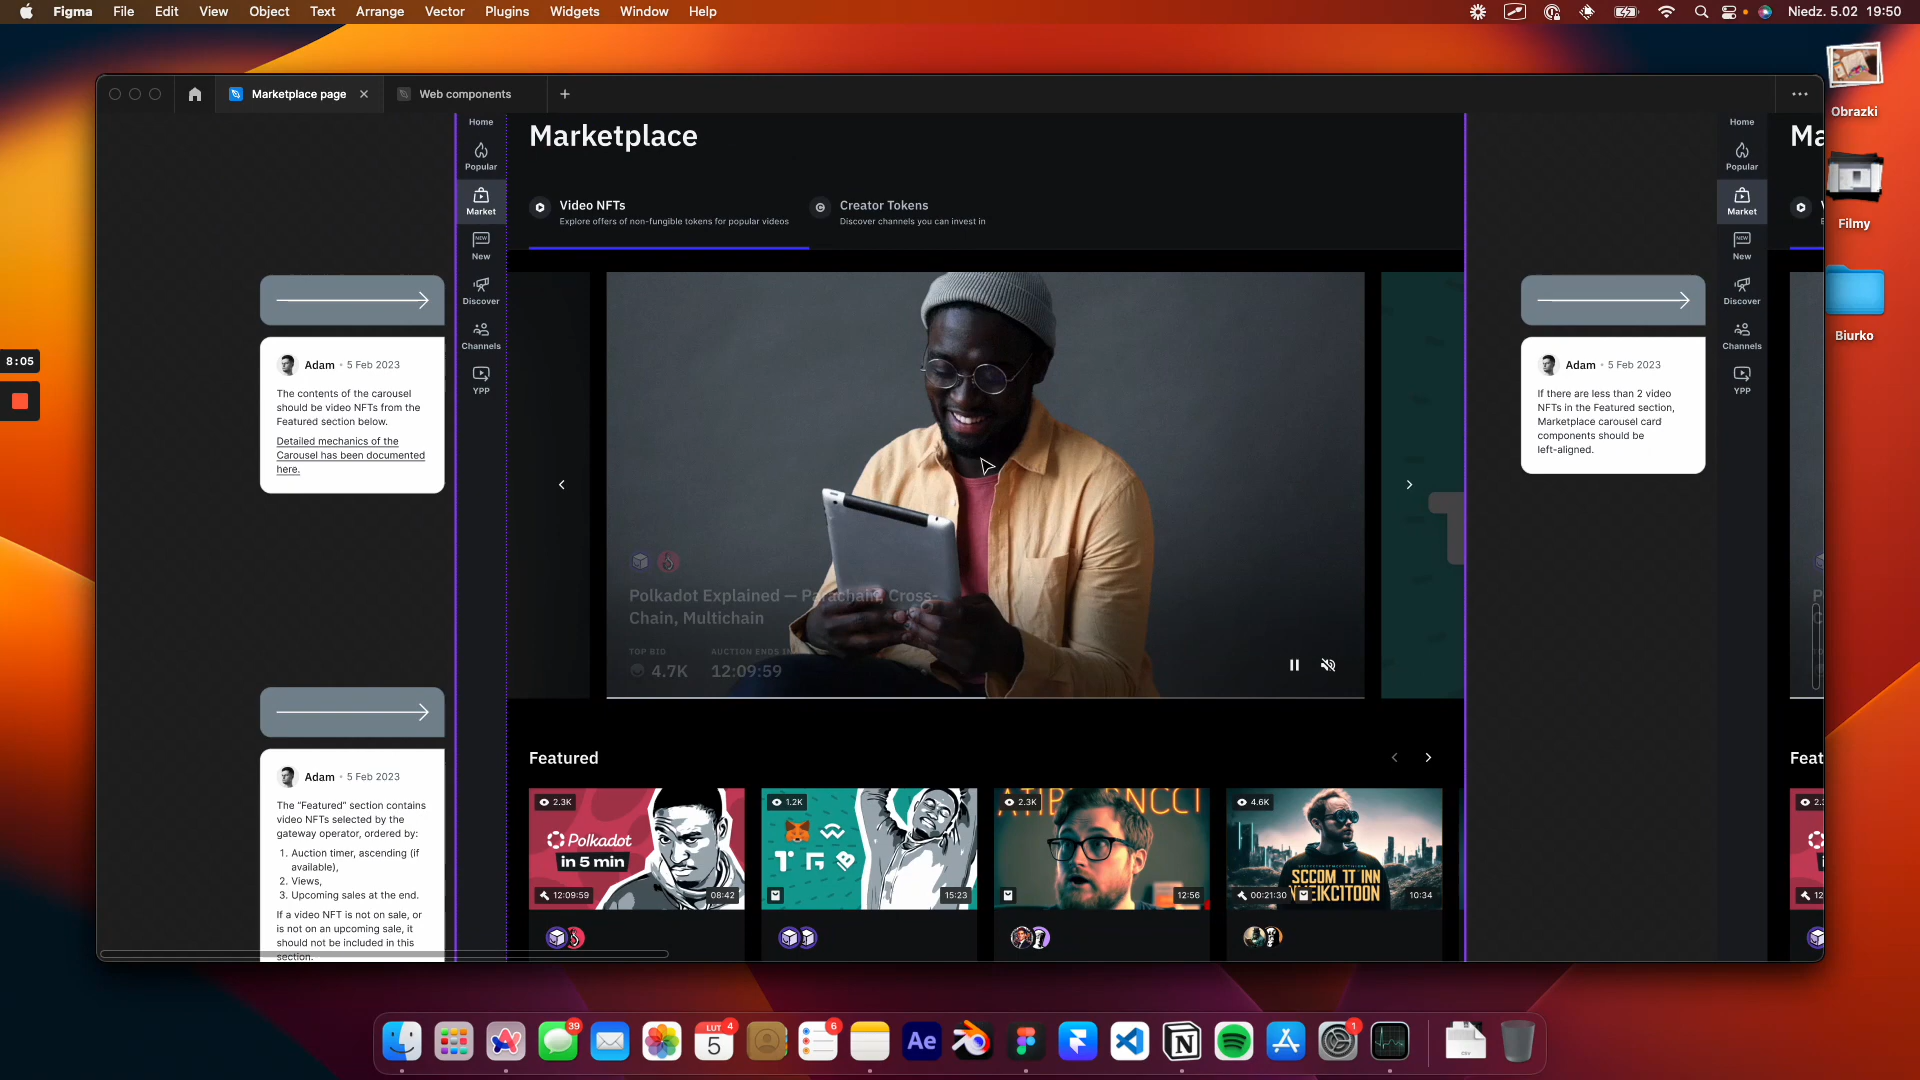 Figma File Edit View Object Text Arrange Vector Plugins Widgets Window Help
Niedz. 5.02 19:50
Marketplace page
Web components
Obrazki
Filmy
Biurko
8:05
Home
Popular
Market
New
Discover
Channels
YPP
Marketplace
Video NFTs
Explore offers of non-fungible tokens for popular videos
Creator Tokens
Discover channels you can invest in
Adam • 5 Feb 2023
The contents of the carousel
should be video NFTs from the
Featured section below.
Detailed mechanics of the
Carousel has been documented
here.
Polkadot Explained — Parachain, Cross-
Chain, Multichain
TOP BID
4.7K
AUCTION ENDS IN
12:09:59
Adam • 5 Feb 2023
If there are less than 2 video
NFTs in the Featured section,
Marketplace carousel card
components should be
left-aligned.
Home
Popular
Market
New
Discover
Channels
YPP
Ma
Adam • 5 Feb 2023
The “Featured” section contains
video NFTs selected by the
gateway operator, ordered by:
1. Auction timer, ascending (if
available),
2. Views,
3. Upcoming sales at the end.
If a video NFT is not on sale, or
is not on an upcoming sale, it
should not be included in this
section.
Featured
2.3K
Polkadot
in 5 min
12:09:59
08:42
1.2K
15:23
2.3K
12:56
4.6K
SCCOM TT INN
00:21:30
10:34
Feat
2.
12
39
LUT
4
5
6
Ae
1